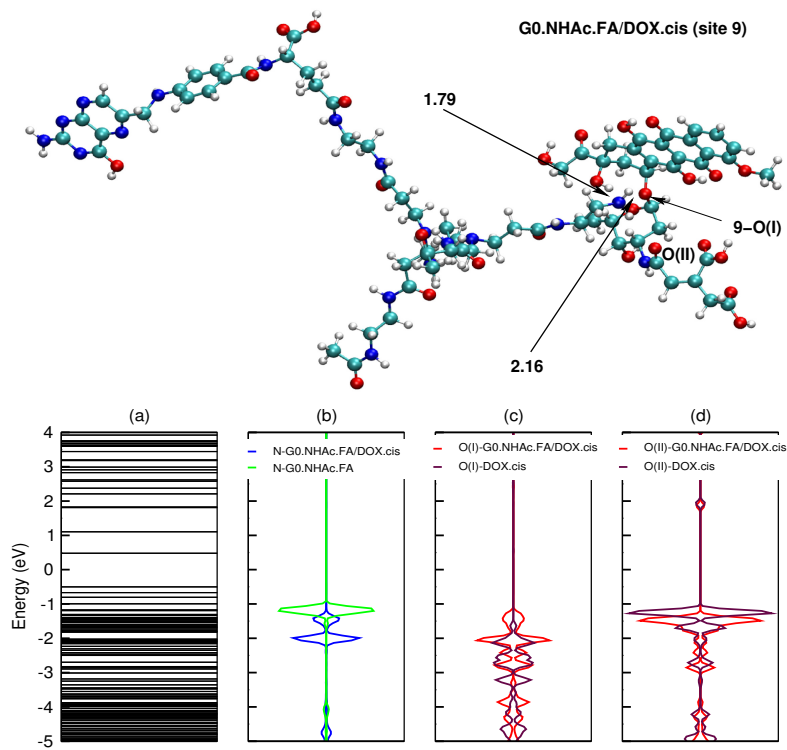 G0.NHAc.FA/DOX.cis (site 9)
1.79
9−O(I)
O(II)
2.16
(a) (b) (c) (d)
Energy (eV)
4
3
2
1
0
-1
-2
-3
-4
-5
N-G0.NHAc.FA/DOX.cis
N-G0.NHAc.FA
O(I)-G0.NHAc.FA/DOX.cis
O(I)-DOX.cis
O(II)-G0.NHAc.FA/DOX.cis
O(II)-DOX.cis